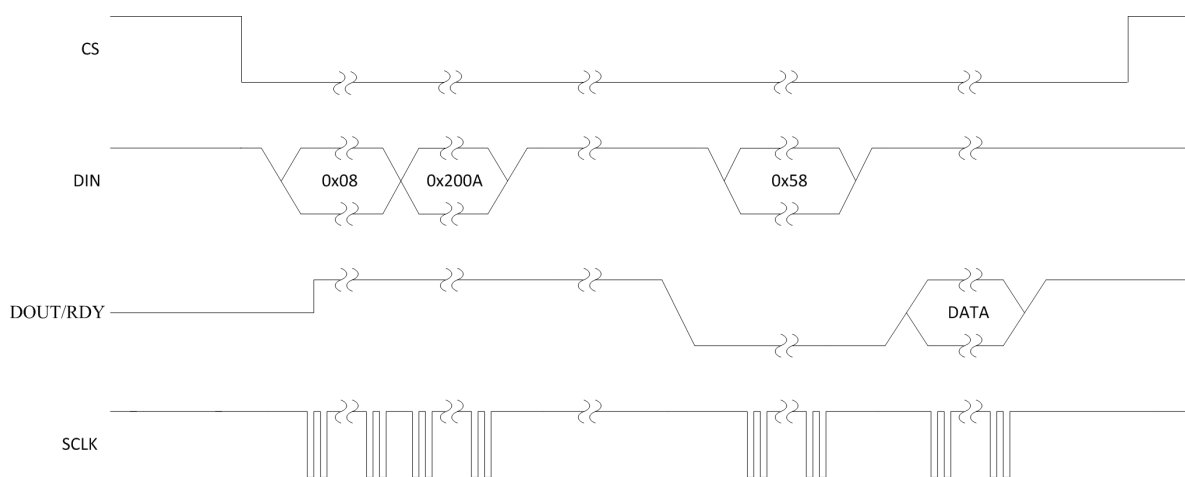 CS
DIN
0x08
0x200A
0x58
DOUT/RDY
DATA
SCLK